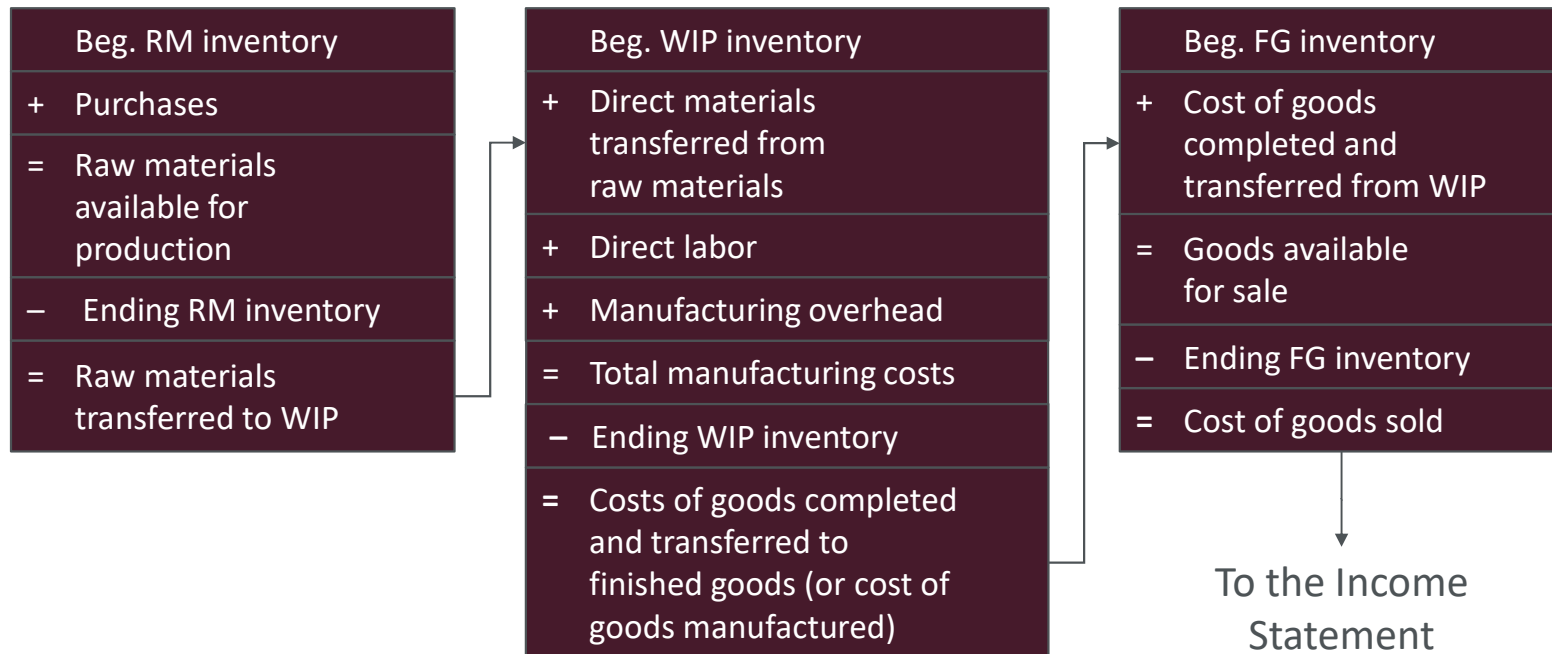 Beg. RM inventory
+ Purchases
= Raw materials
available for
production
– Ending RM inventory
= Raw materials
transferred to WIP
Beg. WIP inventory
+ Direct materials
transferred from
raw materials
+ Direct labor
+ Manufacturing overhead
= Total manufacturing costs
– Ending WIP inventory
= Costs of goods completed
and transferred to
finished goods (or cost of
goods manufactured)
Beg. FG inventory
+ Cost of goods
completed and
transferred from WIP
= Goods available
for sale
– Ending FG inventory
= Cost of goods sold
To the Income
Statement